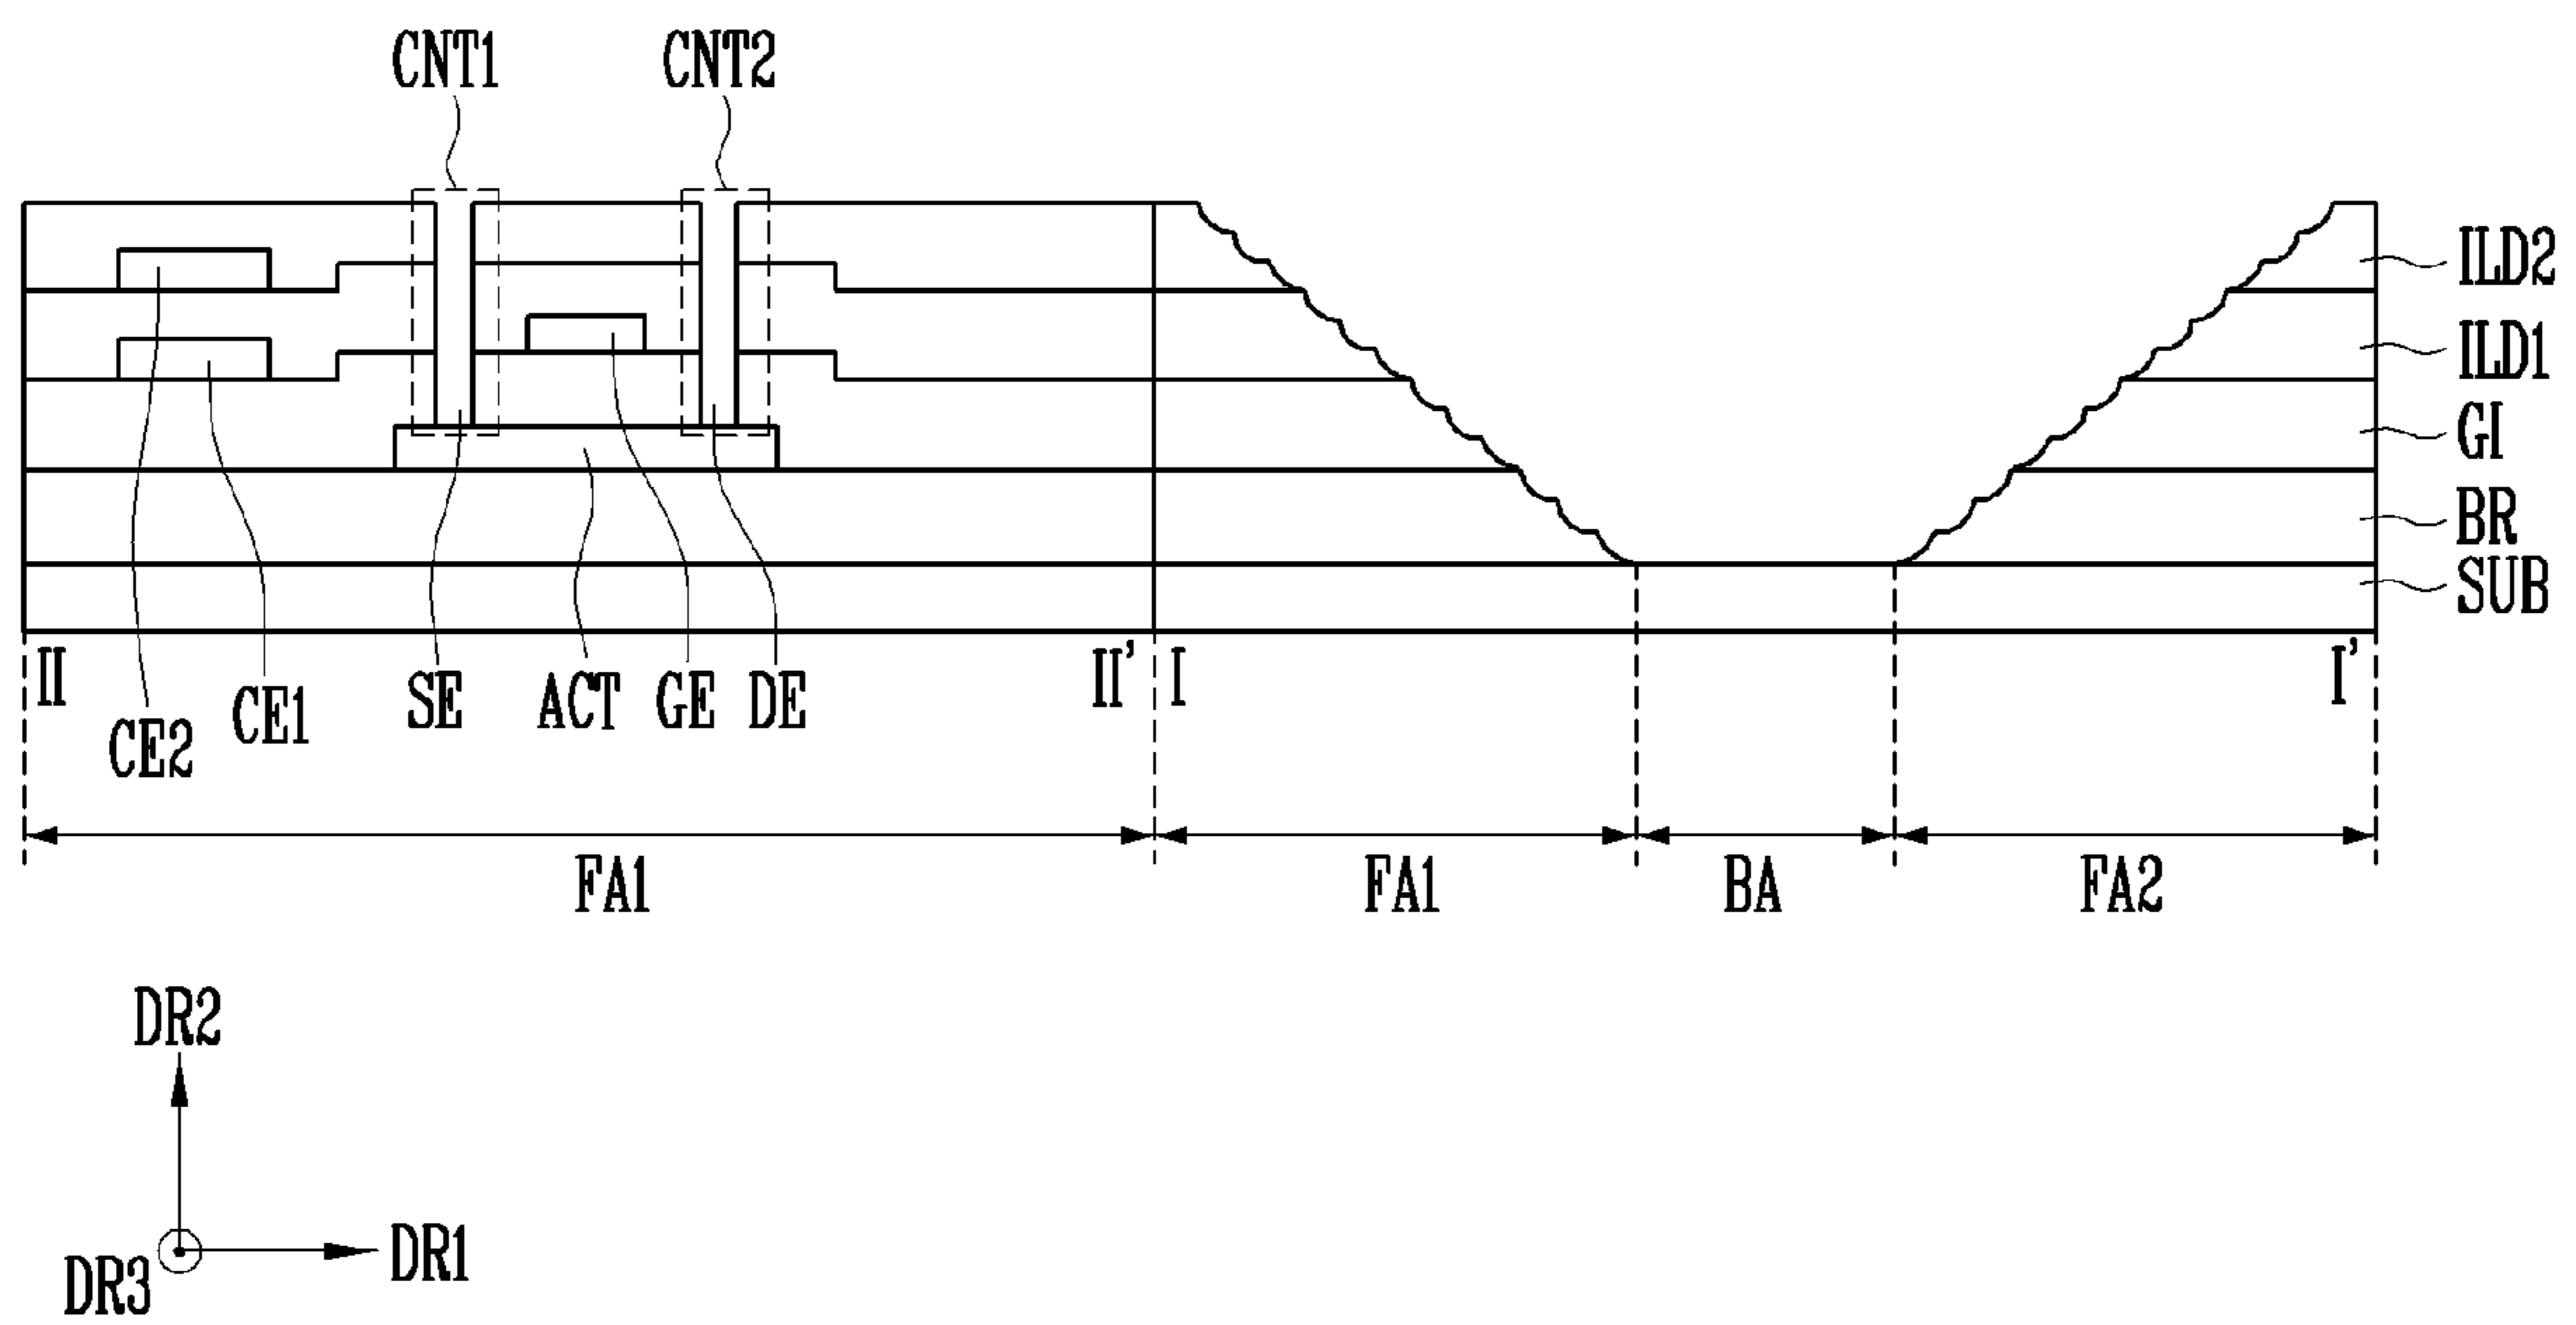 CNT1 CNT2
ILD2
ILD1
GI
BR
SUB
II II' I I'
CE2 CE1 SE ACT GE DE
FA1 FA1 BA FA2
DR2
DR1
DR3